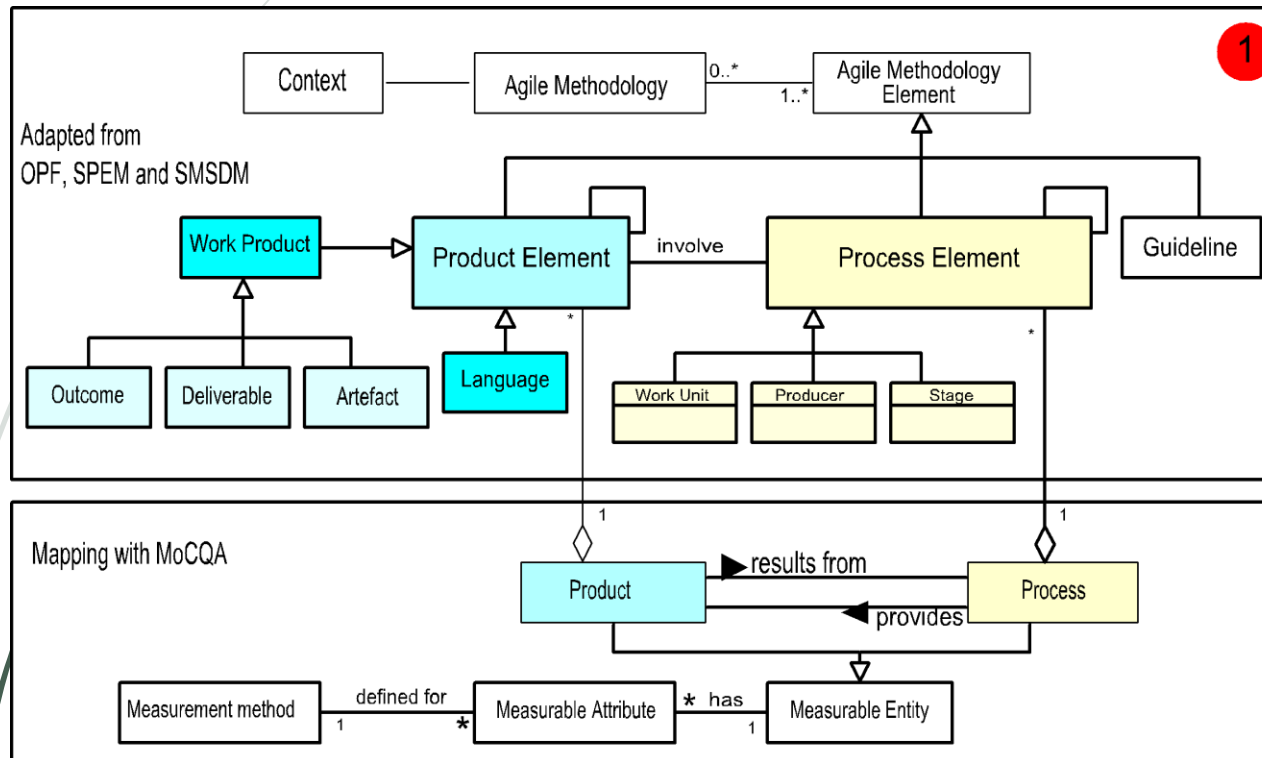 1
Context
Agile Methodology
0..*
1..*
Agile Methodology
Element
Adapted from
OPF, SPEM and SMSDM
Work Product
Product Element
involve
Process Element
Guideline
*
*
Outcome
Deliverable
Artefact
Language
Work Unit
Producer
Stage
1
1
Mapping with MoCQA
Product
results from
provides
Process
Measurement method
defined for
1
*
Measurable Attribute
* has
1
Measurable Entity